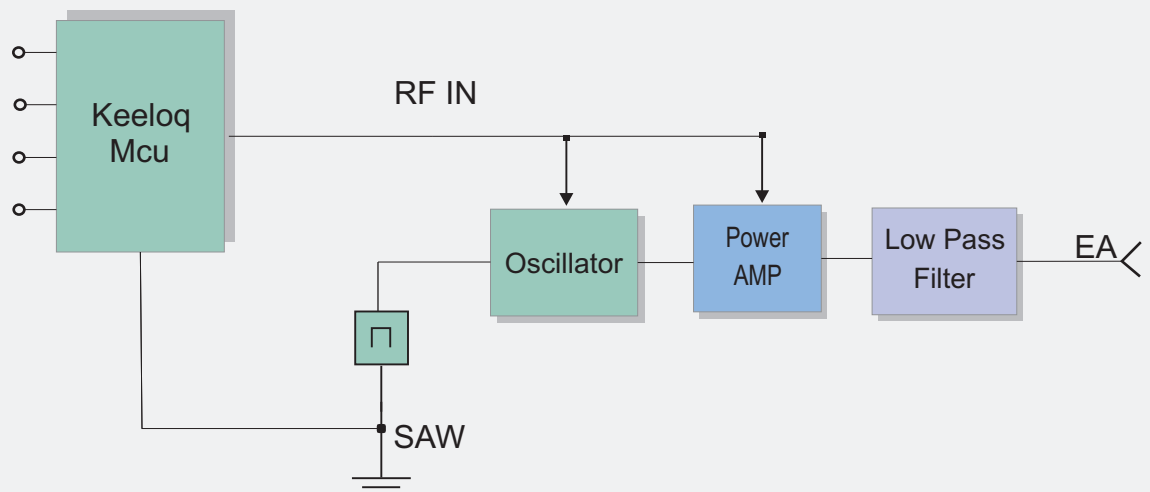 Keeloq
Mcu
RF IN
Oscillator
Power
AMP
Low Pass
Filter
EA
SAW